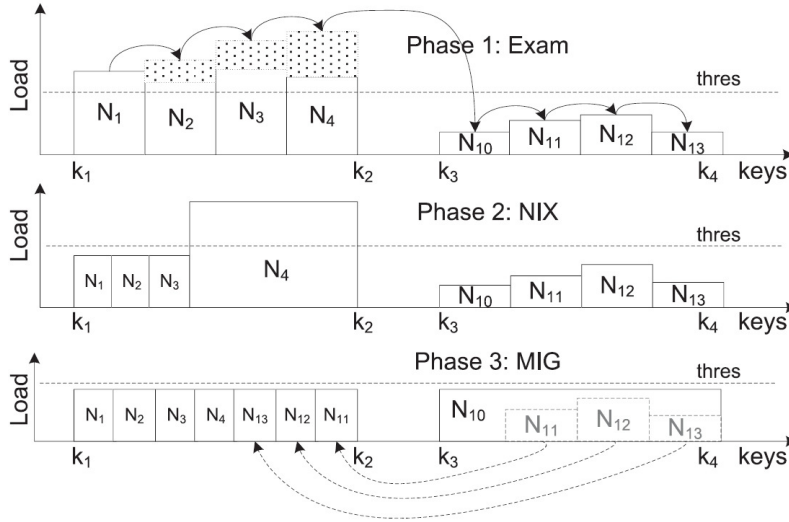 Load
Phase 1: Exam
thres
N1 N2 N3 N4 N10 N11 N12 N13
k1 k2 k3 k4 keys
Load
Phase 2: NIX
thres
N1 N2 N3 N4 N10 N11 N12 N13
k1 k2 k3 k4 keys
Load
Phase 3: MIG
thres
N1 N2 N3 N4 N13 N12 N11 N10 N11 N12 N13
k1 k2 k3 k4 keys